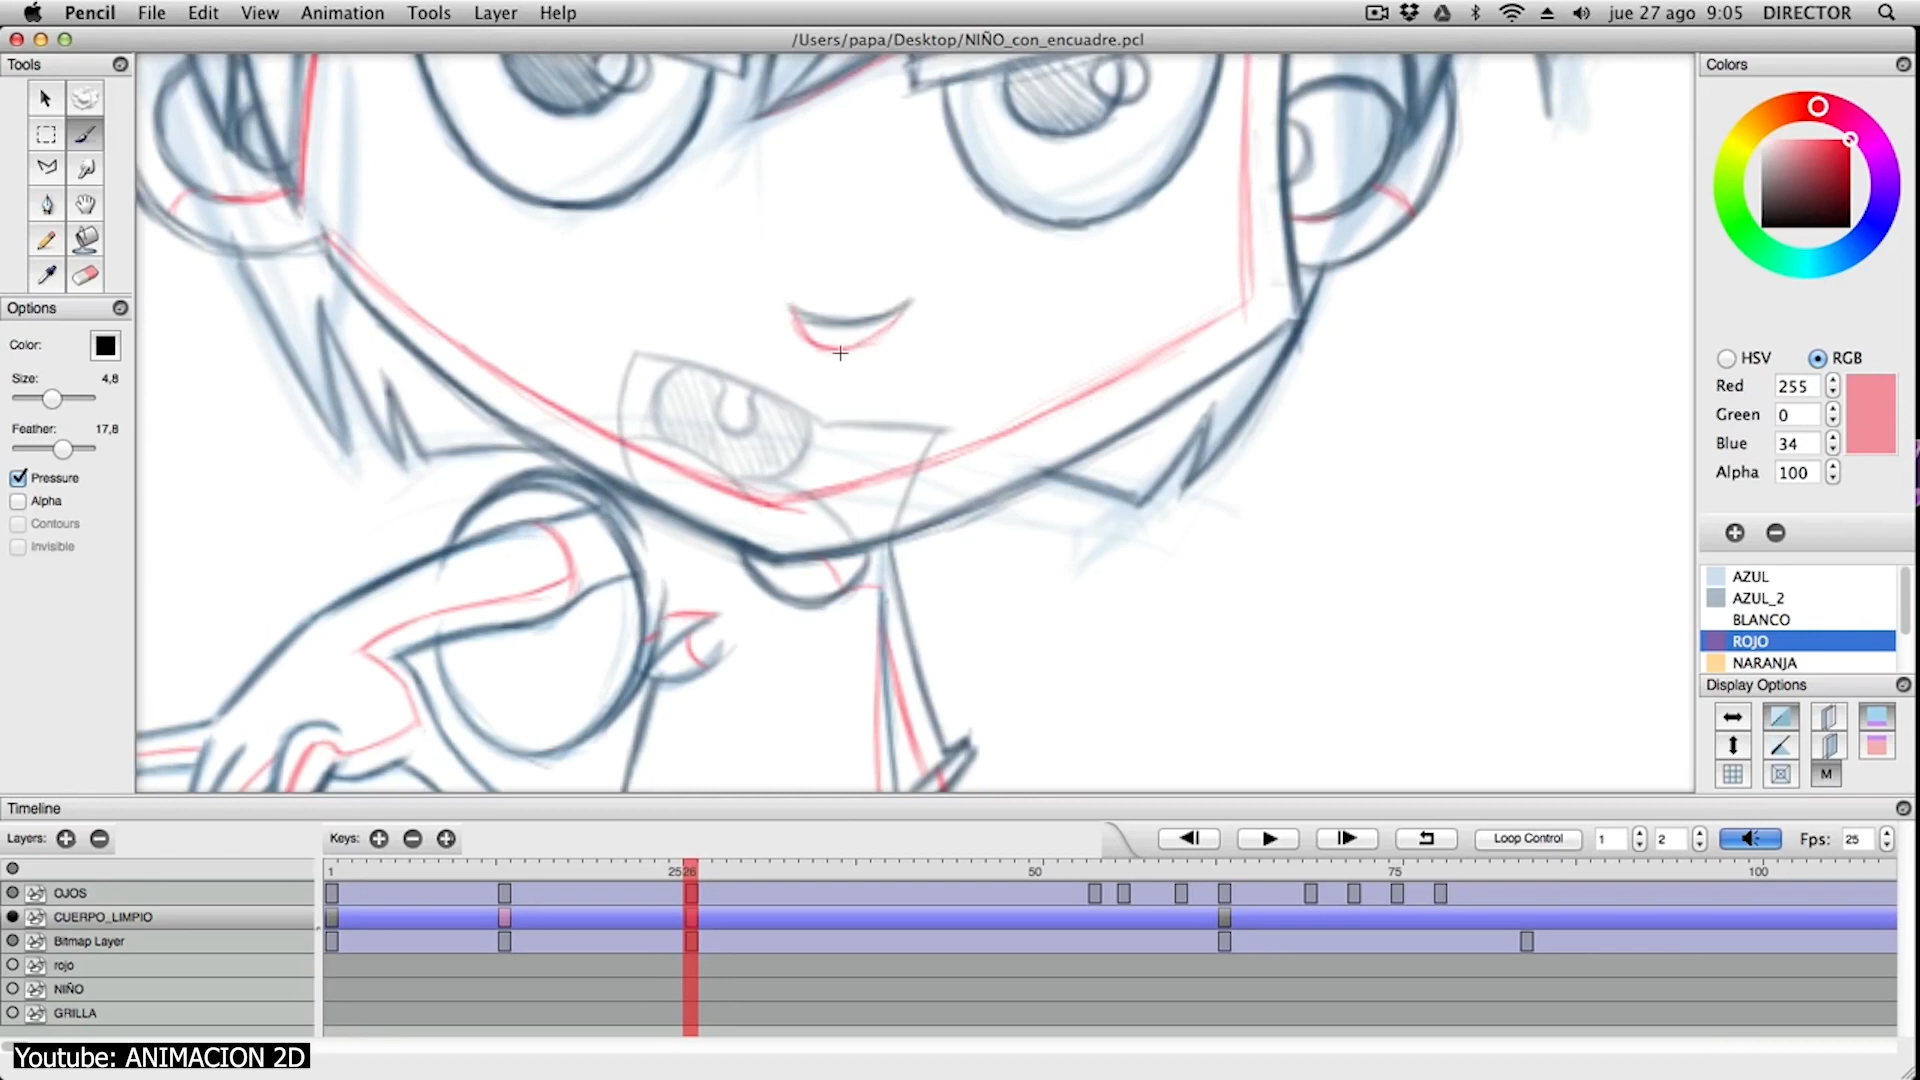 Pencil File Edit View Animation Tools Layer Help jue 27 ago 9:05 DIRECTOR
/Users/papa/Desktop/NIÑO_con_encuadre.pcl
Tools
Options
Color:
Size: 4,8
Feather: 17,8
Pressure
Alpha
Contours
Invisible
Colors
HSV RGB
Red 255
Green 0
Blue 34
Alpha 100
AZUL
AZUL_2
BLANCO
ROJO
NARANJA
Display Options
M
Timeline
Layers: Keys: Loop Control 1 2 Fps: 25
1 25 26 50 75 100
OJOS
CUERPO_LIMPIO
Bitmap Layer
rojo
NIÑO
GRILLA
Youtube: ANIMACION 2D